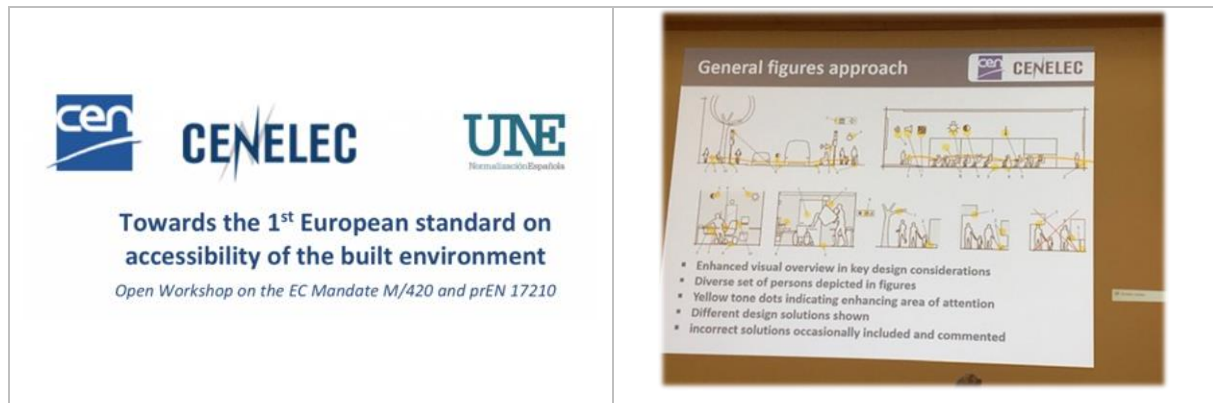 cen
CENELEC
UNE
NormalizaciónEspañola
Towards the 1st European standard on
accessibility of the built environment
Open Workshop on the EC Mandate M/420 and prEN 17210
General figures approach
cen CENELEC
Enhanced visual overview in key design considerations
Diverse set of persons depicted in figures
Yellow tone dots indicating enhancing area of attention
Different design solutions shown
incorrect solutions occasionally included and commented